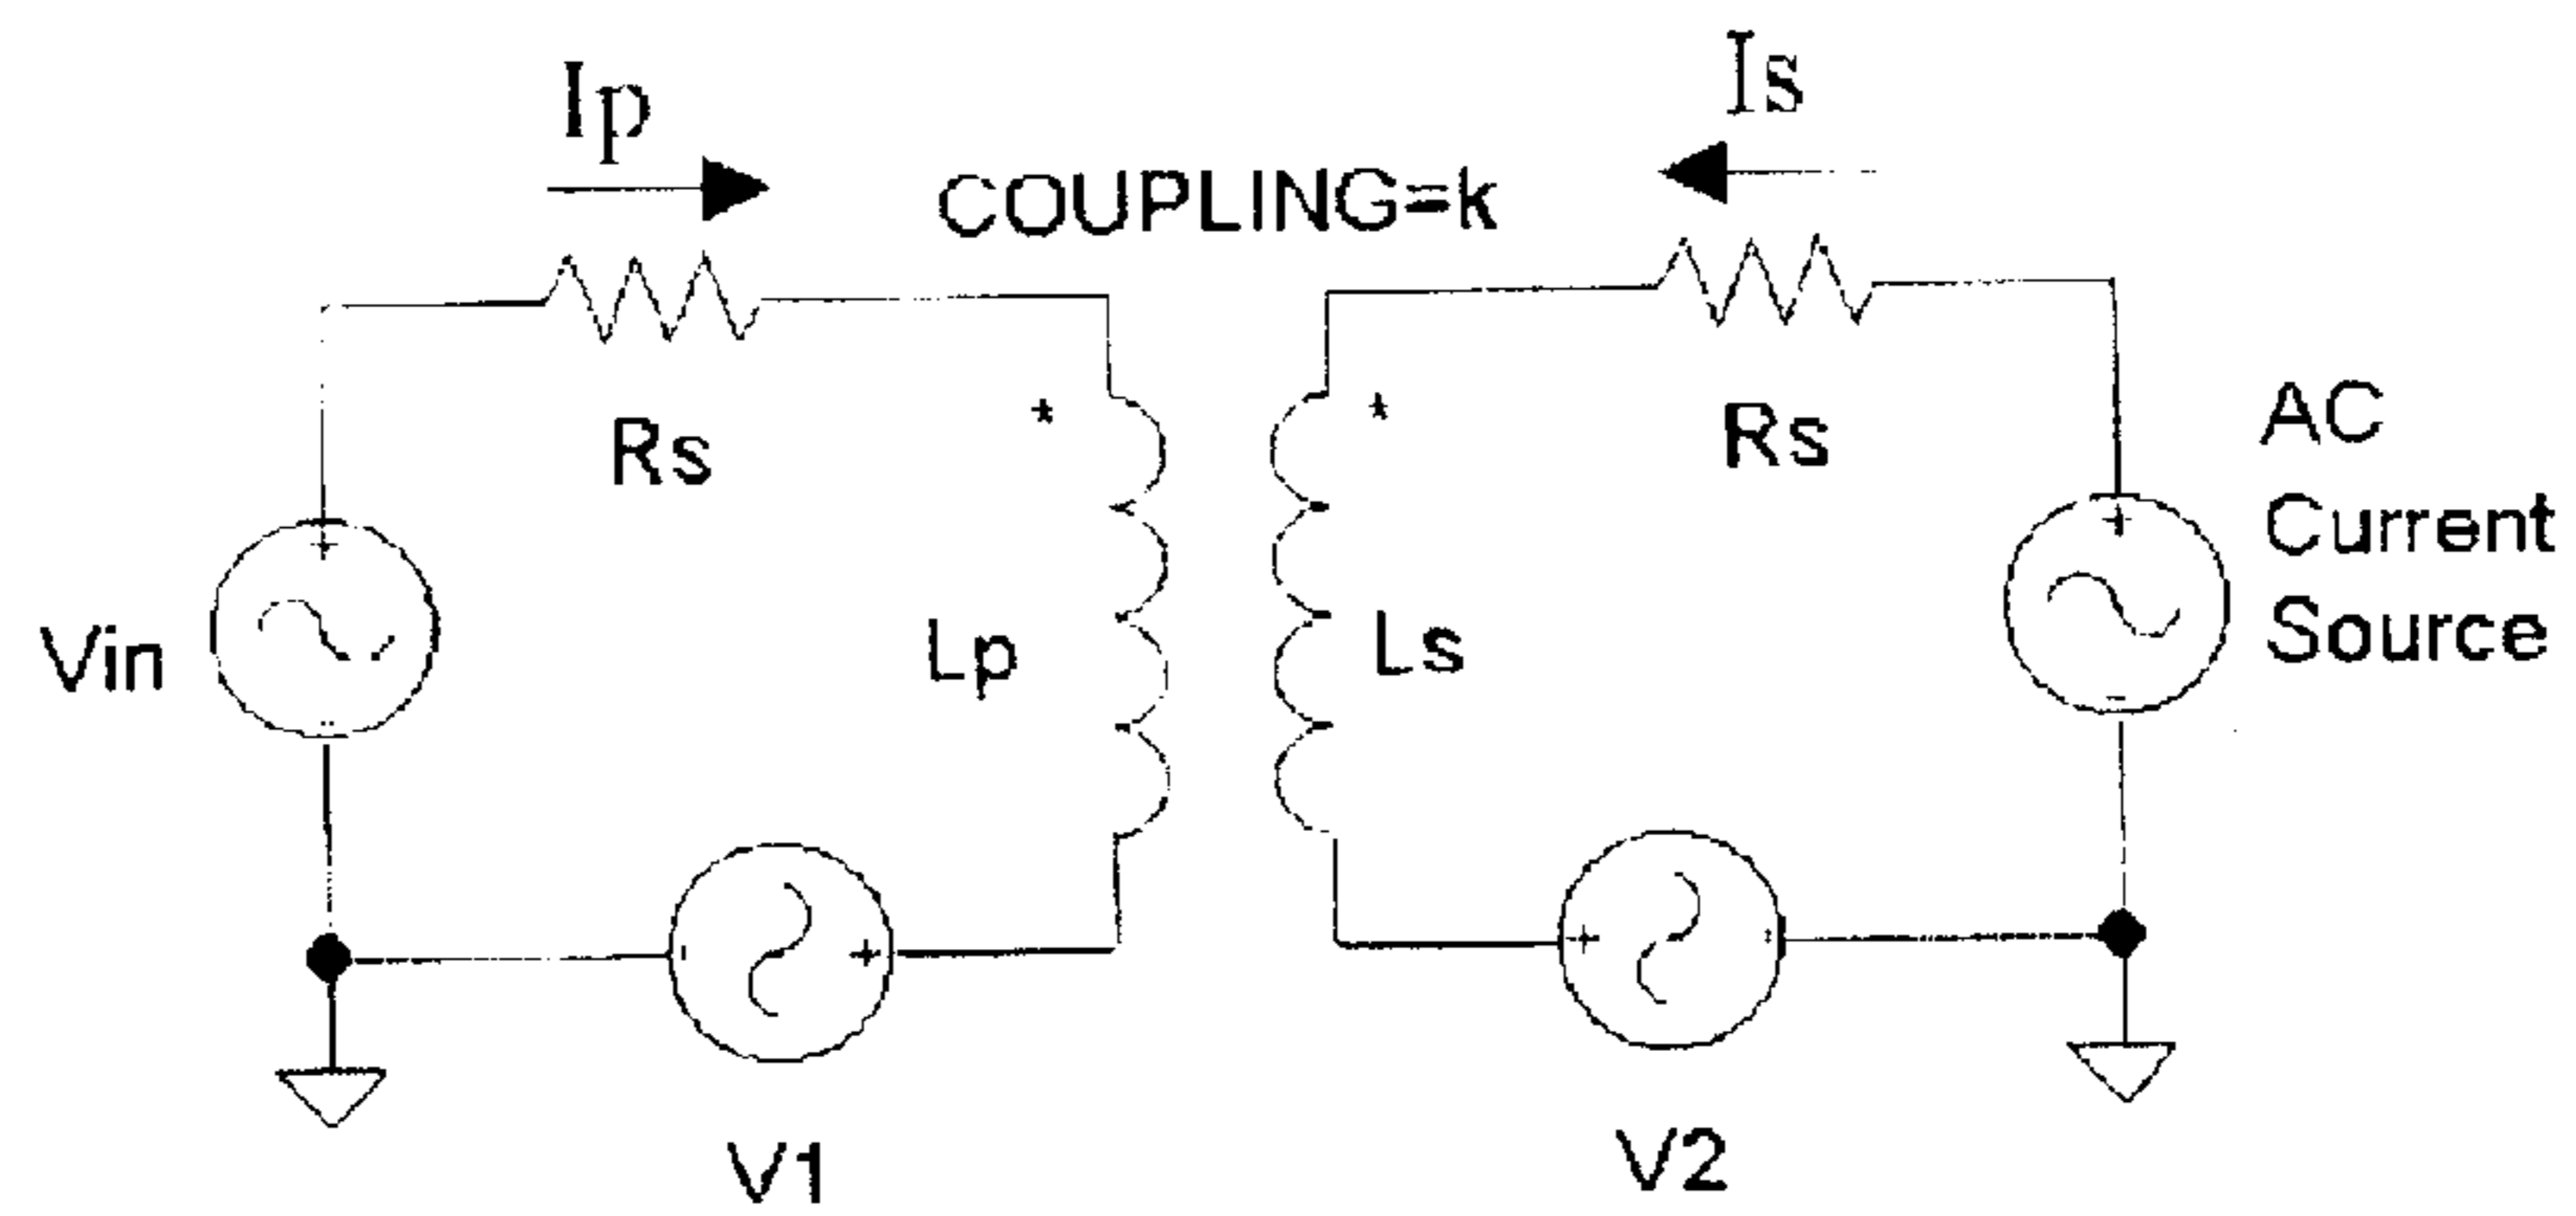 Ip
Is
COUPLING=k
Rs
Rs
* *
+ +
Vin
Lp
Ls
AC
Current
Source
- -
- + + -
V1
V2